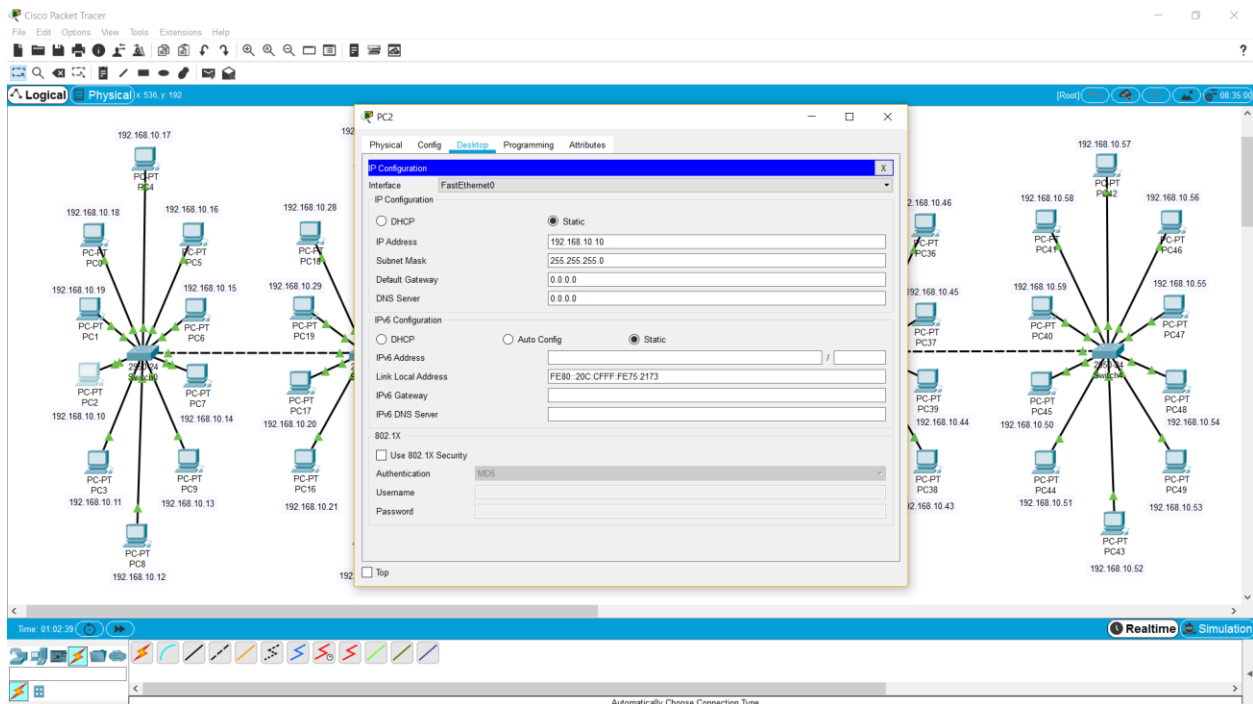 Cisco Packet Tracer
File Edit Options View Tools Extensions Help
?
Logical Physical x: 536, y: 192 [Root] 08:35:00
192.168.10.17
PC-PT
PC4
192.168.10.18
PC-PT
PC0
192.168.10.16
PC-PT
PC5
192.168.10.28
PC-PT
PC18
192.168.10.19
PC-PT
PC1
192.168.10.15
PC-PT
PC6
192.168.10.29
PC-PT
PC19
2950-24
Switch0
PC-PT
PC2
192.168.10.10
PC-PT
PC7
192.168.10.14
PC-PT
PC17
192.168.10.20
PC-PT
PC3
192.168.10.11
PC-PT
PC9
192.168.10.13
PC-PT
PC16
192.168.10.21
PC-PT
PC8
192.168.10.12
192
192
PC2
Physical Config Desktop Programming Attributes
IP Configuration X
Interface FastEthernet0
IP Configuration
DHCP Static
IP Address 192.168.10.10
Subnet Mask 255.255.255.0
Default Gateway 0.0.0.0
DNS Server 0.0.0.0
IPv6 Configuration
DHCP Auto Config Static
IPv6 Address /
Link Local Address FE80::20C:CFFF:FE75:2173
IPv6 Gateway
IPv6 DNS Server
802.1X
Use 802.1X Security
Authentication MD5
Username
Password
Top
2.168.10.46
PC-PT
PC36
92.168.10.45
PC-PT
PC37
PC-PT
PC39
192.168.10.44
PC-PT
PC38
2.168.10.43
192.168.10.57
PC-PT
PC42
192.168.10.58
PC-PT
PC41
192.168.10.56
PC-PT
PC46
192.168.10.59
PC-PT
PC40
192.168.10.55
PC-PT
PC47
2950-24
PC-PT
PC45
192.168.10.50
PC-PT
PC48
192.168.10.54
PC-PT
PC44
192.168.10.51
PC-PT
PC49
192.168.10.53
PC-PT
PC43
192.168.10.52
Time: 01:02:39 Realtime Simulation
Automatically Choose Connection Type